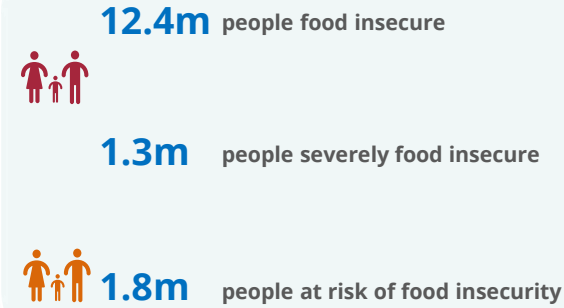 12.4m people food insecure
1.3m people severely food insecure
1.8m people at risk of food insecurity